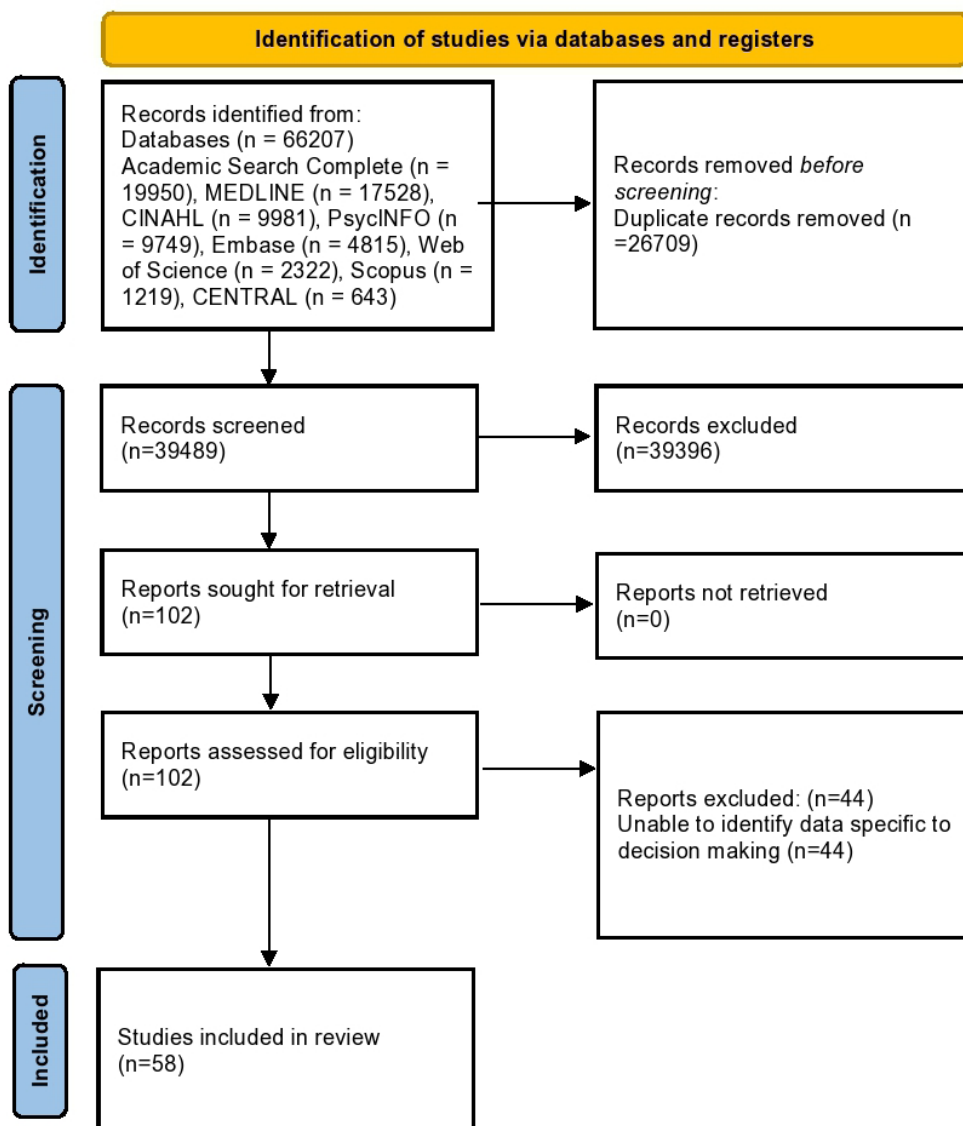 Identification of studies via databases and registers
Identification
Records identified from:
Databases (n = 66207)
Academic Search Complete (n =
19950), MEDLINE (n = 17528),
CINAHL (n = 9981), PsycINFO (n
= 9749), Embase (n = 4815), Web
of Science (n = 2322), Scopus (n =
1219), CENTRAL (n = 643)
Records removed before
screening:
Duplicate records removed (n
=26709)
Screening
Records screened
(n=39489)
Records excluded
(n=39396)
Reports sought for retrieval
(n=102)
Reports not retrieved
(n=0)
Reports assessed for eligibility
(n=102)
Reports excluded: (n=44)
Unable to identify data specific to
decision making (n=44)
Included
Studies included in review
(n=58)